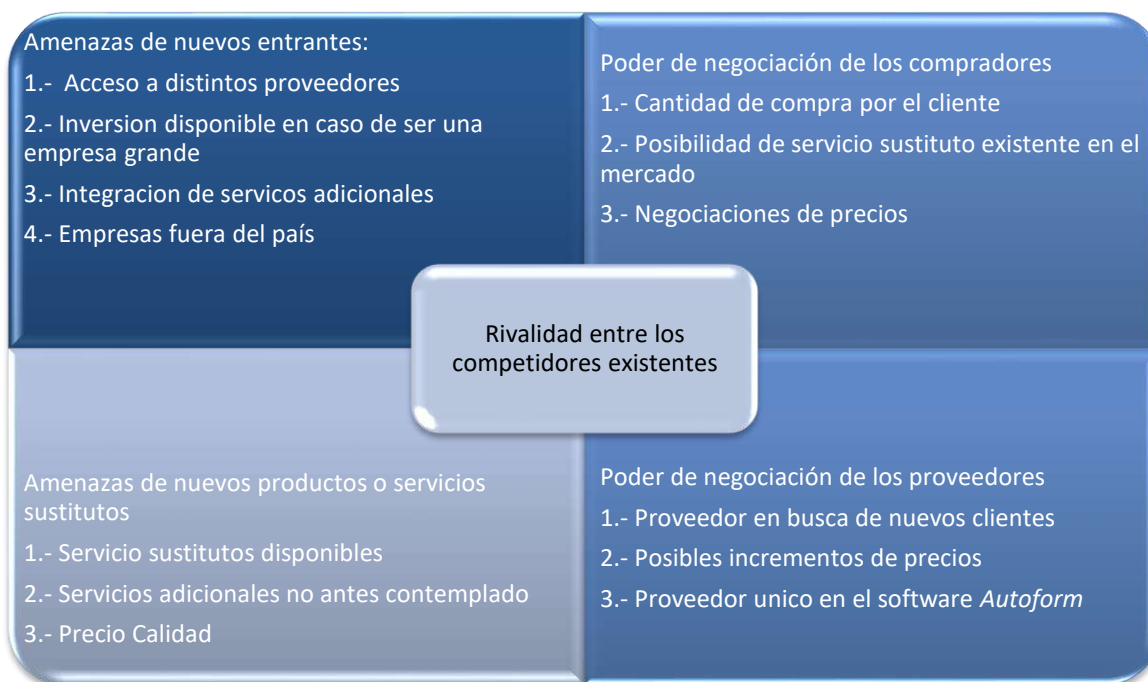 Amenazas de nuevos entrantes:
1.- Acceso a distintos proveedores
2.- Inversion disponible en caso de ser una
empresa grande
3.- Integracion de servicos adicionales
4.- Empresas fuera del país
Poder de negociación de los compradores
1.- Cantidad de compra por el cliente
2.- Posibilidad de servicio sustituto existente en el
mercado
3.- Negociaciones de precios
Rivalidad entre los
competidores existentes
Amenazas de nuevos productos o servicios
sustitutos
1.- Servicio sustitutos disponibles
2.- Servicios adicionales no antes contemplado
3.- Precio Calidad
Poder de negociación de los proveedores
1.- Proveedor en busca de nuevos clientes
2.- Posibles incrementos de precios
3.- Proveedor unico en el software Autoform